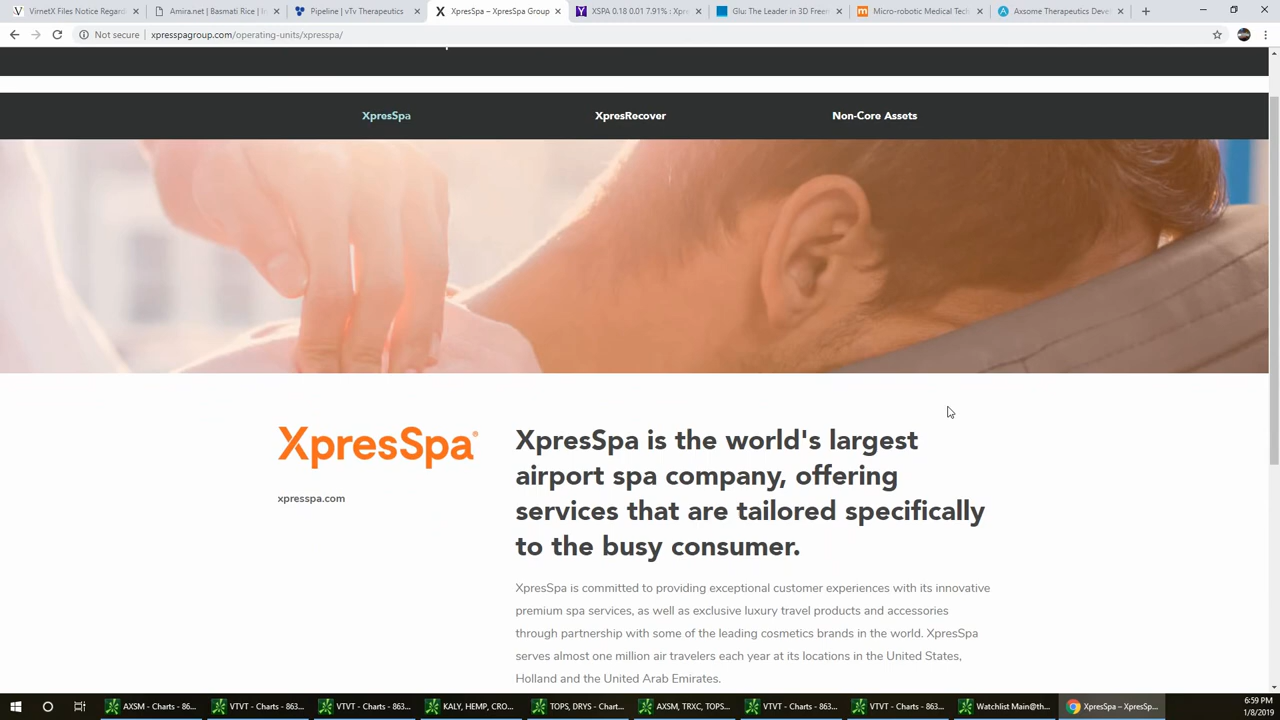 VirnetX Files Notice Regard
Amira.net | Basmati Rice | In
Pipeline | vTv Therapeutics
XpresSpa – XpresSpa Group
XSPA 0.18 0.01 7.91% : Xpre
Glu: The Leader in 3D Freem
Micro-robotic Medical Tech
Axsome Therapeutics Deve
Not secure | xpresspagroup.com/operating-units/xpresspa/
XpresSpa
XpresRecover
Non-Core Assets
XpresSpa®
xpresspa.com
XpresSpa is the world's largest
airport spa company, offering
services that are tailored specifically
to the busy consumer.
XpresSpa is committed to providing exceptional customer experiences with its innovative
premium spa services, as well as exclusive luxury travel products and accessories
through partnership with some of the leading cosmetics brands in the world. XpresSpa
serves almost one million air travelers each year at its locations in the United States,
Holland and the United Arab Emirates.
AXSM - Charts - 86...
VTVT - Charts - 863...
VTVT - Charts - 863...
KALY, HEMP, CRO...
TOPS, DRYS - Chart...
AXSM, TRXC, TOPS...
VTVT - Charts - 863...
VTVT - Charts - 863...
Watchlist Main@th...
XpresSpa – XpresSp...
6:59 PM
1/8/2019